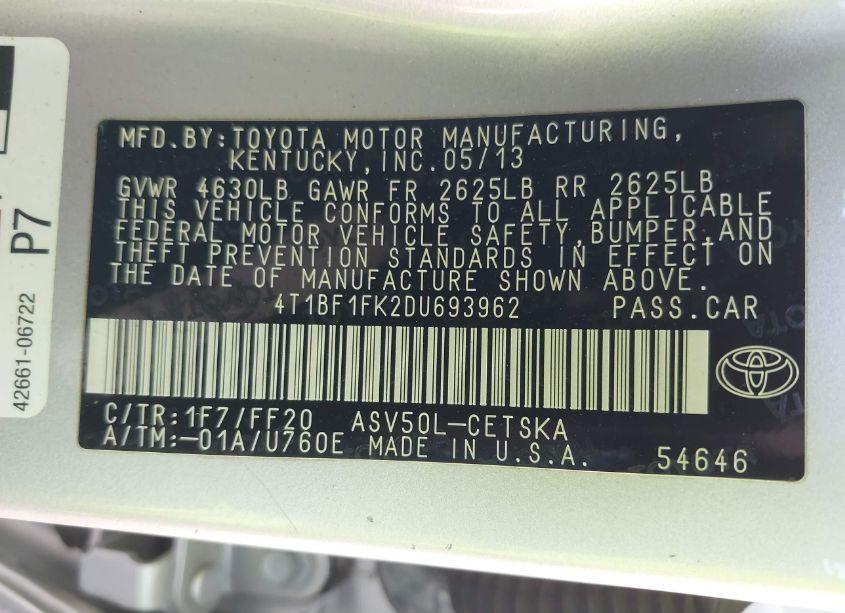 MFD.BY:TOYOTA MOTOR MANUFACTURING,
KENTUCKY,INC.05/13
GVWR 4630LB GAWR FR 2625LB RR 2625LB
THIS VEHICLE CONFORMS TO ALL APPLICABLE
FEDERAL MOTOR VEHICLE SAFETY,BUMPER,AND
THEFT PREVENTION STANDARDS IN EFFECT ON
THE DATE OF MANUFACTURE SHOWN ABOVE.
4T1BF1FK2DU693962 PASS.CAR
C/TR:1F7/FF20 ASV50L-CETSKA
A/TM:-01A/U760E MADE IN U.S.A.
54646
P7
42661-06722